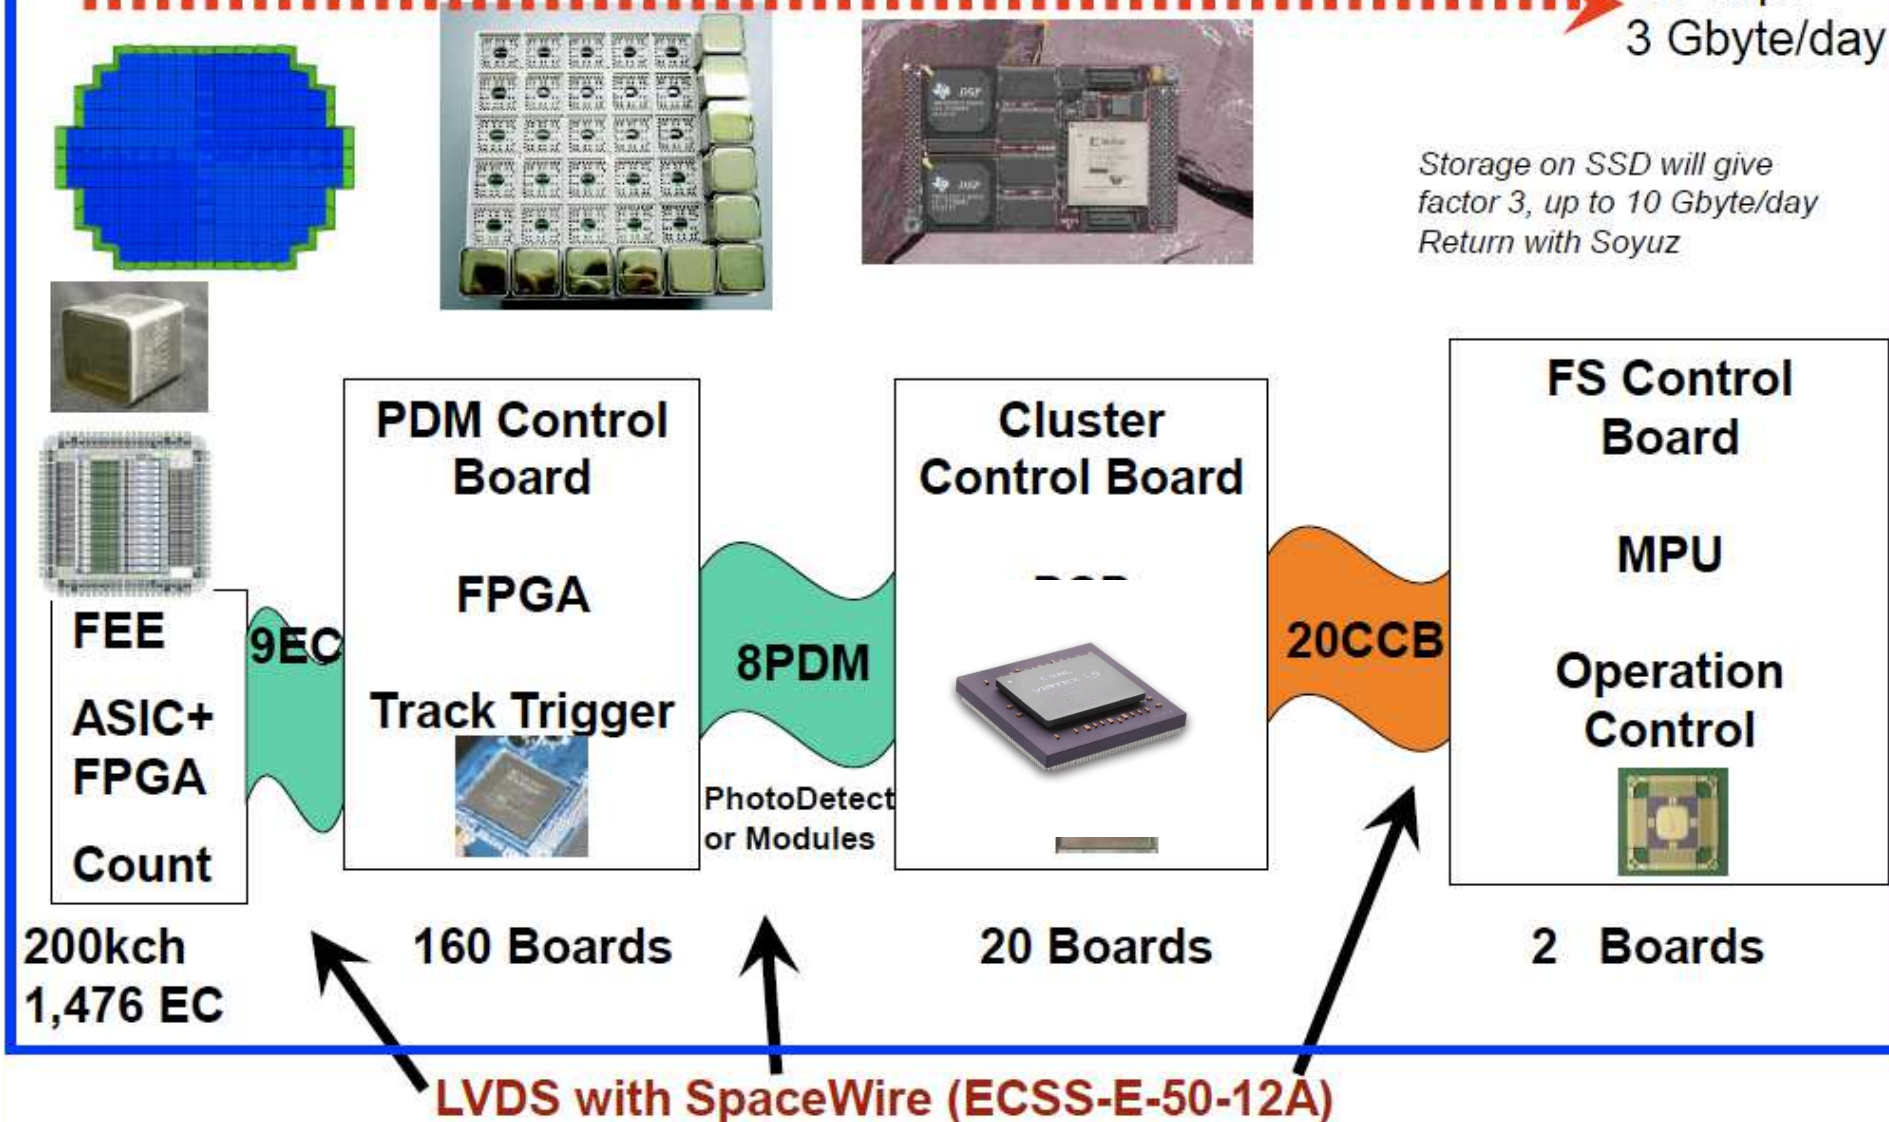 3 Gbyte/day
DSP
DSP
Storage on SSD will give
factor 3, up to 10 Gbyte/day
Return with Soyuz
FEE
ASIC+
FPGA
Count
9EC
PDM Control
Board
FPGA
Track Trigger
8PDM
PhotoDetect
or Modules
Cluster
Control Board
20CCB
FS Control
Board
MPU
Operation
Control
200kch
1,476 EC
160 Boards
20 Boards
2 Boards
LVDS with SpaceWire (ECSS-E-50-12A)